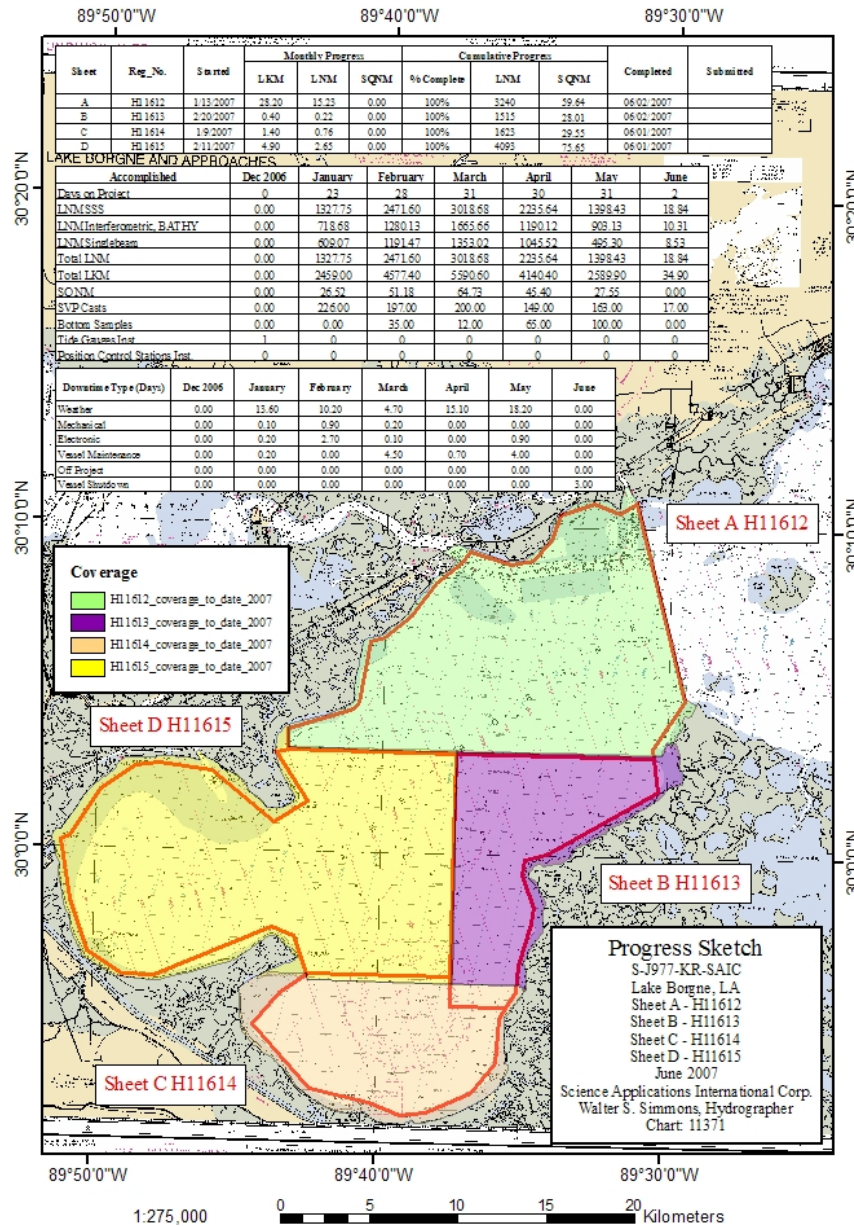 89°50'0"W 89°40'0"W 89°30'0"W
Monthly Progress Cumulative Progress
Sheet Reg_No. Started LKM LNM SQNM % Complete LNM SQNM Completed Submitted
A H11612 1/13/2007 28.20 15.23 0.00 100% 3240 59.64 06/02/2007
B H11613 2/20/2007 0.40 0.22 0.00 100% 1515 28.01 06/02/2007
C H11614 1/9/2007 1.40 0.76 0.00 100% 1623 29.55 06/01/2007
D H11615 2/11/2007 4.90 2.65 0.00 100% 4093 75.65 06/01/2007
LAKE BORGNE AND APPROACHES
Accomplished Dec 2006 January February March April May June
Days on Project 0 23 28 31 30 31 2
LNM SSS 0.00 1327.75 2471.60 3018.68 2235.64 1398.43 18.84
LNM Interferometric, BATHY 0.00 718.68 1280.13 1665.66 1190.12 903.13 10.31
LNM Singlebeam 0.00 609.07 1191.47 1353.02 1045.52 495.30 8.53
Total LNM 0.00 1327.75 2471.60 3018.68 2235.64 1398.43 18.84
Total LKM 0.00 2459.00 4577.40 5590.60 4140.40 2589.90 34.90
SQNM 0.00 26.52 51.18 64.73 45.40 27.55 0.00
SVP Casts 0.00 226.00 197.00 200.00 149.00 163.00 17.00
Bottom Samples 0.00 0.00 35.00 12.00 65.00 100.00 0.00
Tide Gauges Inst. 1 0 0 0 0 0 0
Position Control Stations Inst. 0 0 0 0 0 0 0
Downtime Type (Days) Dec 2006 January February March April May June
Weather 0.00 13.60 10.20 4.70 15.10 18.20 0.00
Mechanical 0.00 0.10 0.90 0.20 0.00 0.00 0.00
Electronic 0.00 0.20 2.70 0.10 0.00 0.90 0.00
Vessel Maintenance 0.00 0.20 0.00 4.50 0.70 4.00 0.00
Off Project 0.00 0.00 0.00 0.00 0.00 0.00 0.00
Vessel Shutdown 0.00 0.00 0.00 0.00 0.00 0.00 3.00
30°20'0"N 30°20'0"N
30°10'0"N 30°10'0"N
Sheet A H11612
Coverage
H11612_coverage_to_date_2007
H11613_coverage_to_date_2007
H11614_coverage_to_date_2007
H11615_coverage_to_date_2007
Sheet D H11615
30°0'0"N 30°0'0"N
Sheet B H11613
Progress Sketch
S-J977-KR-SAIC
Lake Borgne, LA
Sheet A - H11612
Sheet B - H11613
Sheet C - H11614
Sheet D - H11615
June 2007
Science Applications International Corp.
Walter S. Simmons, Hydrographer
Chart: 11371
Sheet C H11614
89°50'0"W 89°40'0"W 89°30'0"W
1:275,000 0 5 10 15 20 Kilometers